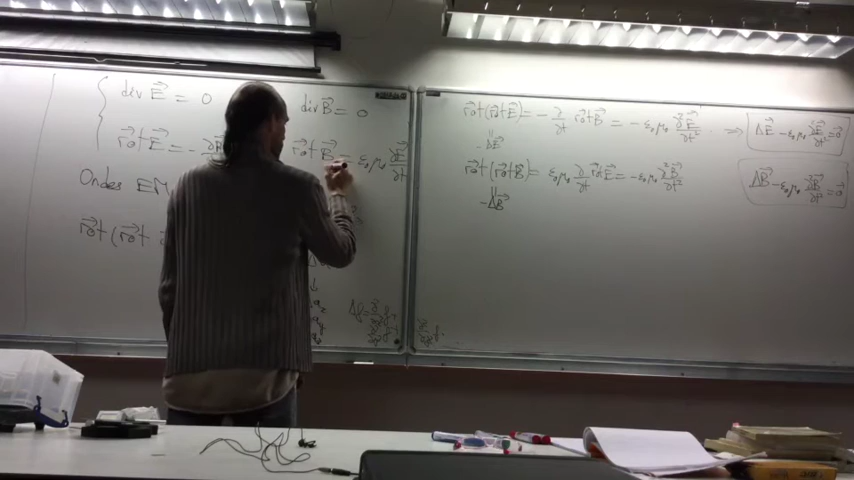 div E⃗ = 0    div B⃗ = 0
rot⃗ E⃗ = - ∂B    rot⃗ B⃗ = ε₀μ₀ ∂E⃗/∂t
Ondes EM
rot⃗ (rot⃗
Δf =
rot⃗(rot⃗ E⃗) = - ∂/∂t rot⃗ B⃗ = - ε₀μ₀ ∂²E⃗/∂t² ⇒ ΔE⃗ - ε₀μ₀ ∂²E⃗/∂t² = 0⃗
=
- ΔE⃗
rot⃗(rot⃗ B⃗) = ε₀μ₀ ∂/∂t rot⃗ E⃗ = - ε₀μ₀ ∂²B⃗/∂t²    ΔB⃗ - ε₀μ₀ ∂²B⃗/∂t² = 0⃗
=
- ΔB⃗